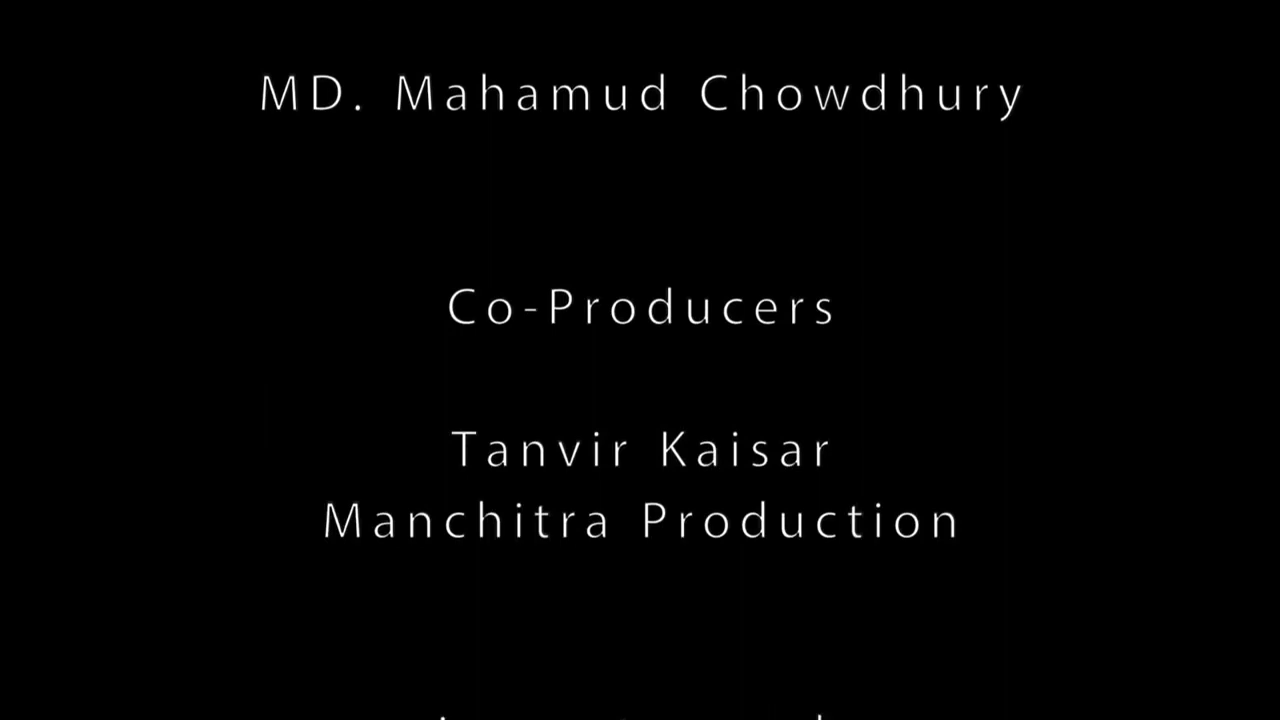 MD. Mahamud Chowdhury
Co-Producers
Tanvir Kaisar
Manchitra Production